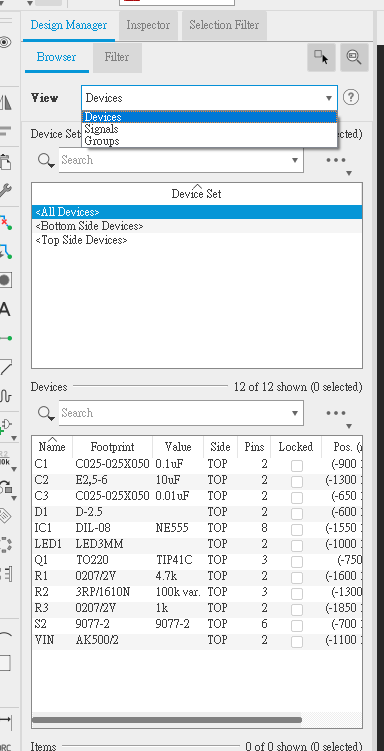 Design Manager Inspector Selection Filter
Browser Filter
View Devices
Devices
Device Set
Signals
Groups
Search
Device Set
<All Devices>
<Bottom Side Devices>
<Top Side Devices>
Devices 12 of 12 shown (0 selected)
Search
Name Footprint Value Side Pins Locked Pos.
C1 C025-025X050 0.1uF TOP 2 (-900
C2 E2,5-6 10uF TOP 2 (-1300
C3 C025-025X050 0.01uF TOP 2 (-650
D1 D-2.5 TOP 2 (-600
IC1 DIL-08 NE555 TOP 8 (-1550
LED1 LED3MM TOP 2 (-1000
Q1 TO220 TIP41C TOP 3 (-750
R1 0207/2V 4.7k TOP 2 (-1600
R2 3RP/1610N 100k var. TOP 3 (-1300
R3 0207/2V 1k TOP 2 (-1850
S2 9077-2 9077-2 TOP 6 (-700
VIN AK500/2 TOP 2 (-1100
Items 0 of 0 shown (0 selected)